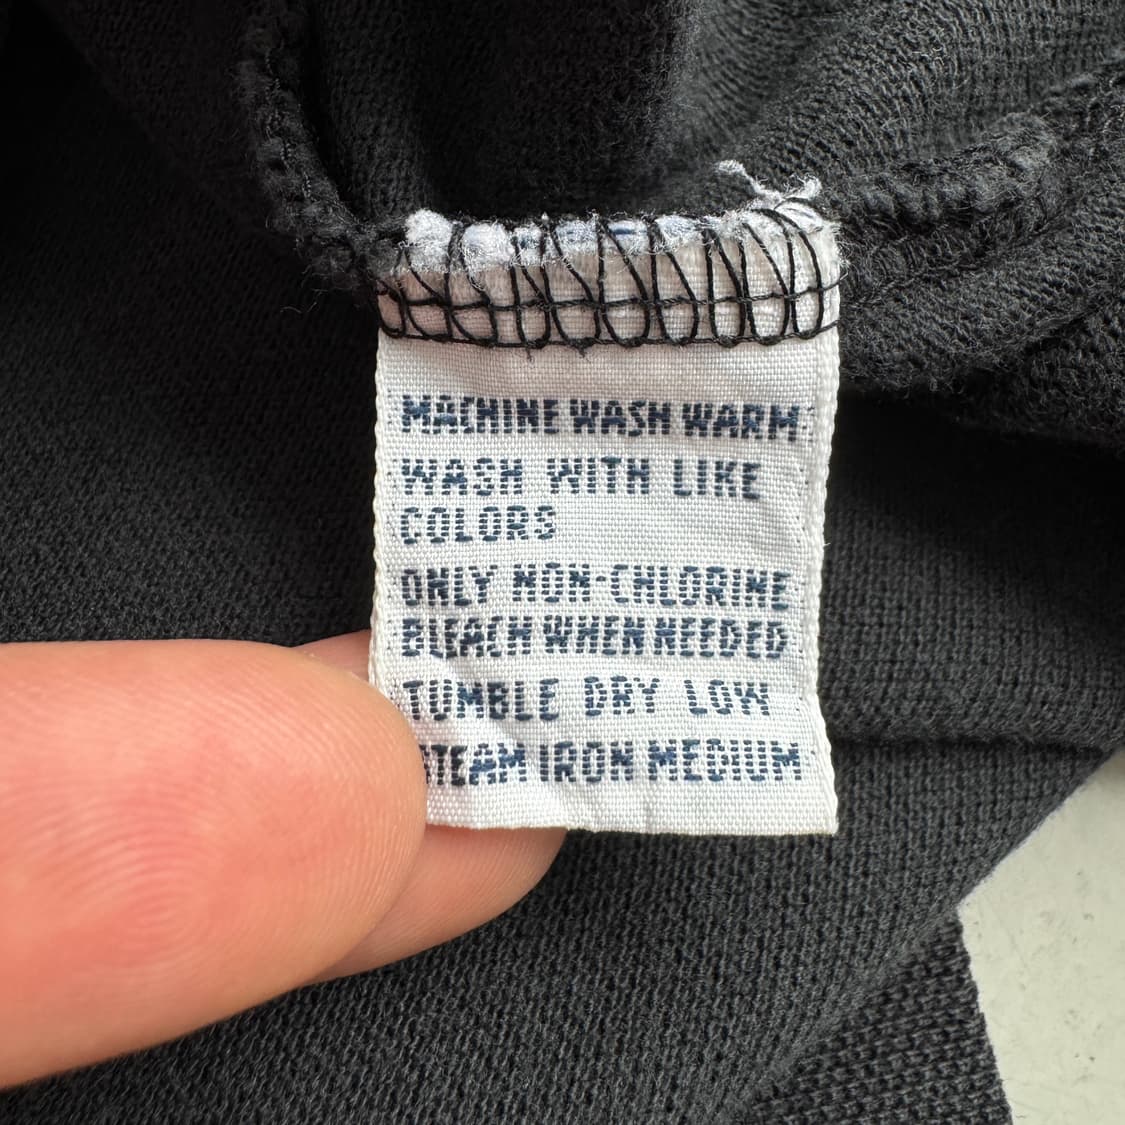 MACHINE WASH WARM
WASH WITH LIKE
COLORS
ONLY NON-CHLORINE
BLEACH WHEN NEEDED
TUMBLE DRY LOW
STEAM IRON MEDIUM